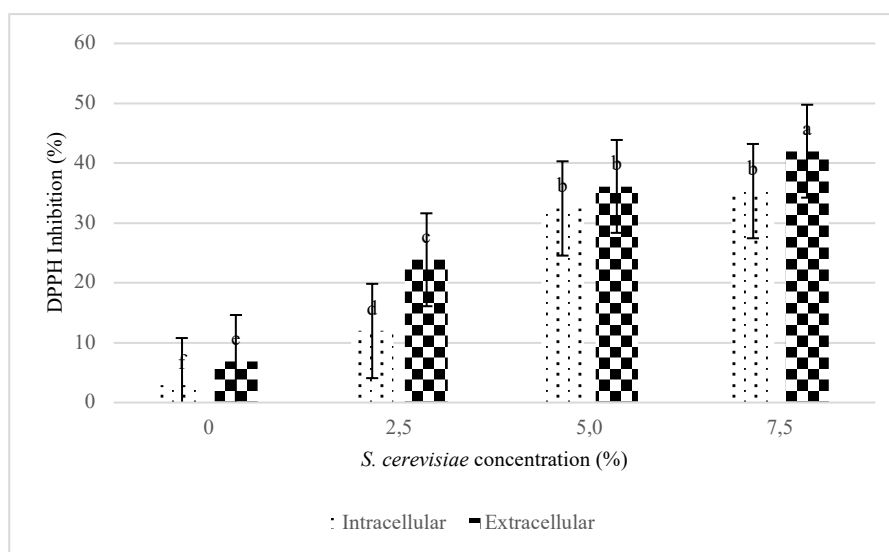 60
50
40
30
20
10
0
DPPH Inhibition (%)
f
e
d
c
b
b
b
a
0
2,5
5,0
7,5
S. cerevisiae concentration (%)
Intracellular
Extracellular